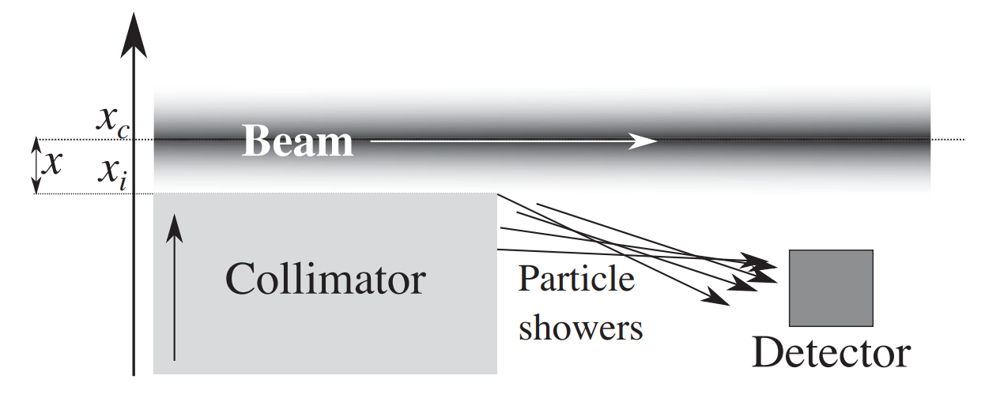 x_c
Beam
x
x_i
Collimator
Particle
showers
Detector